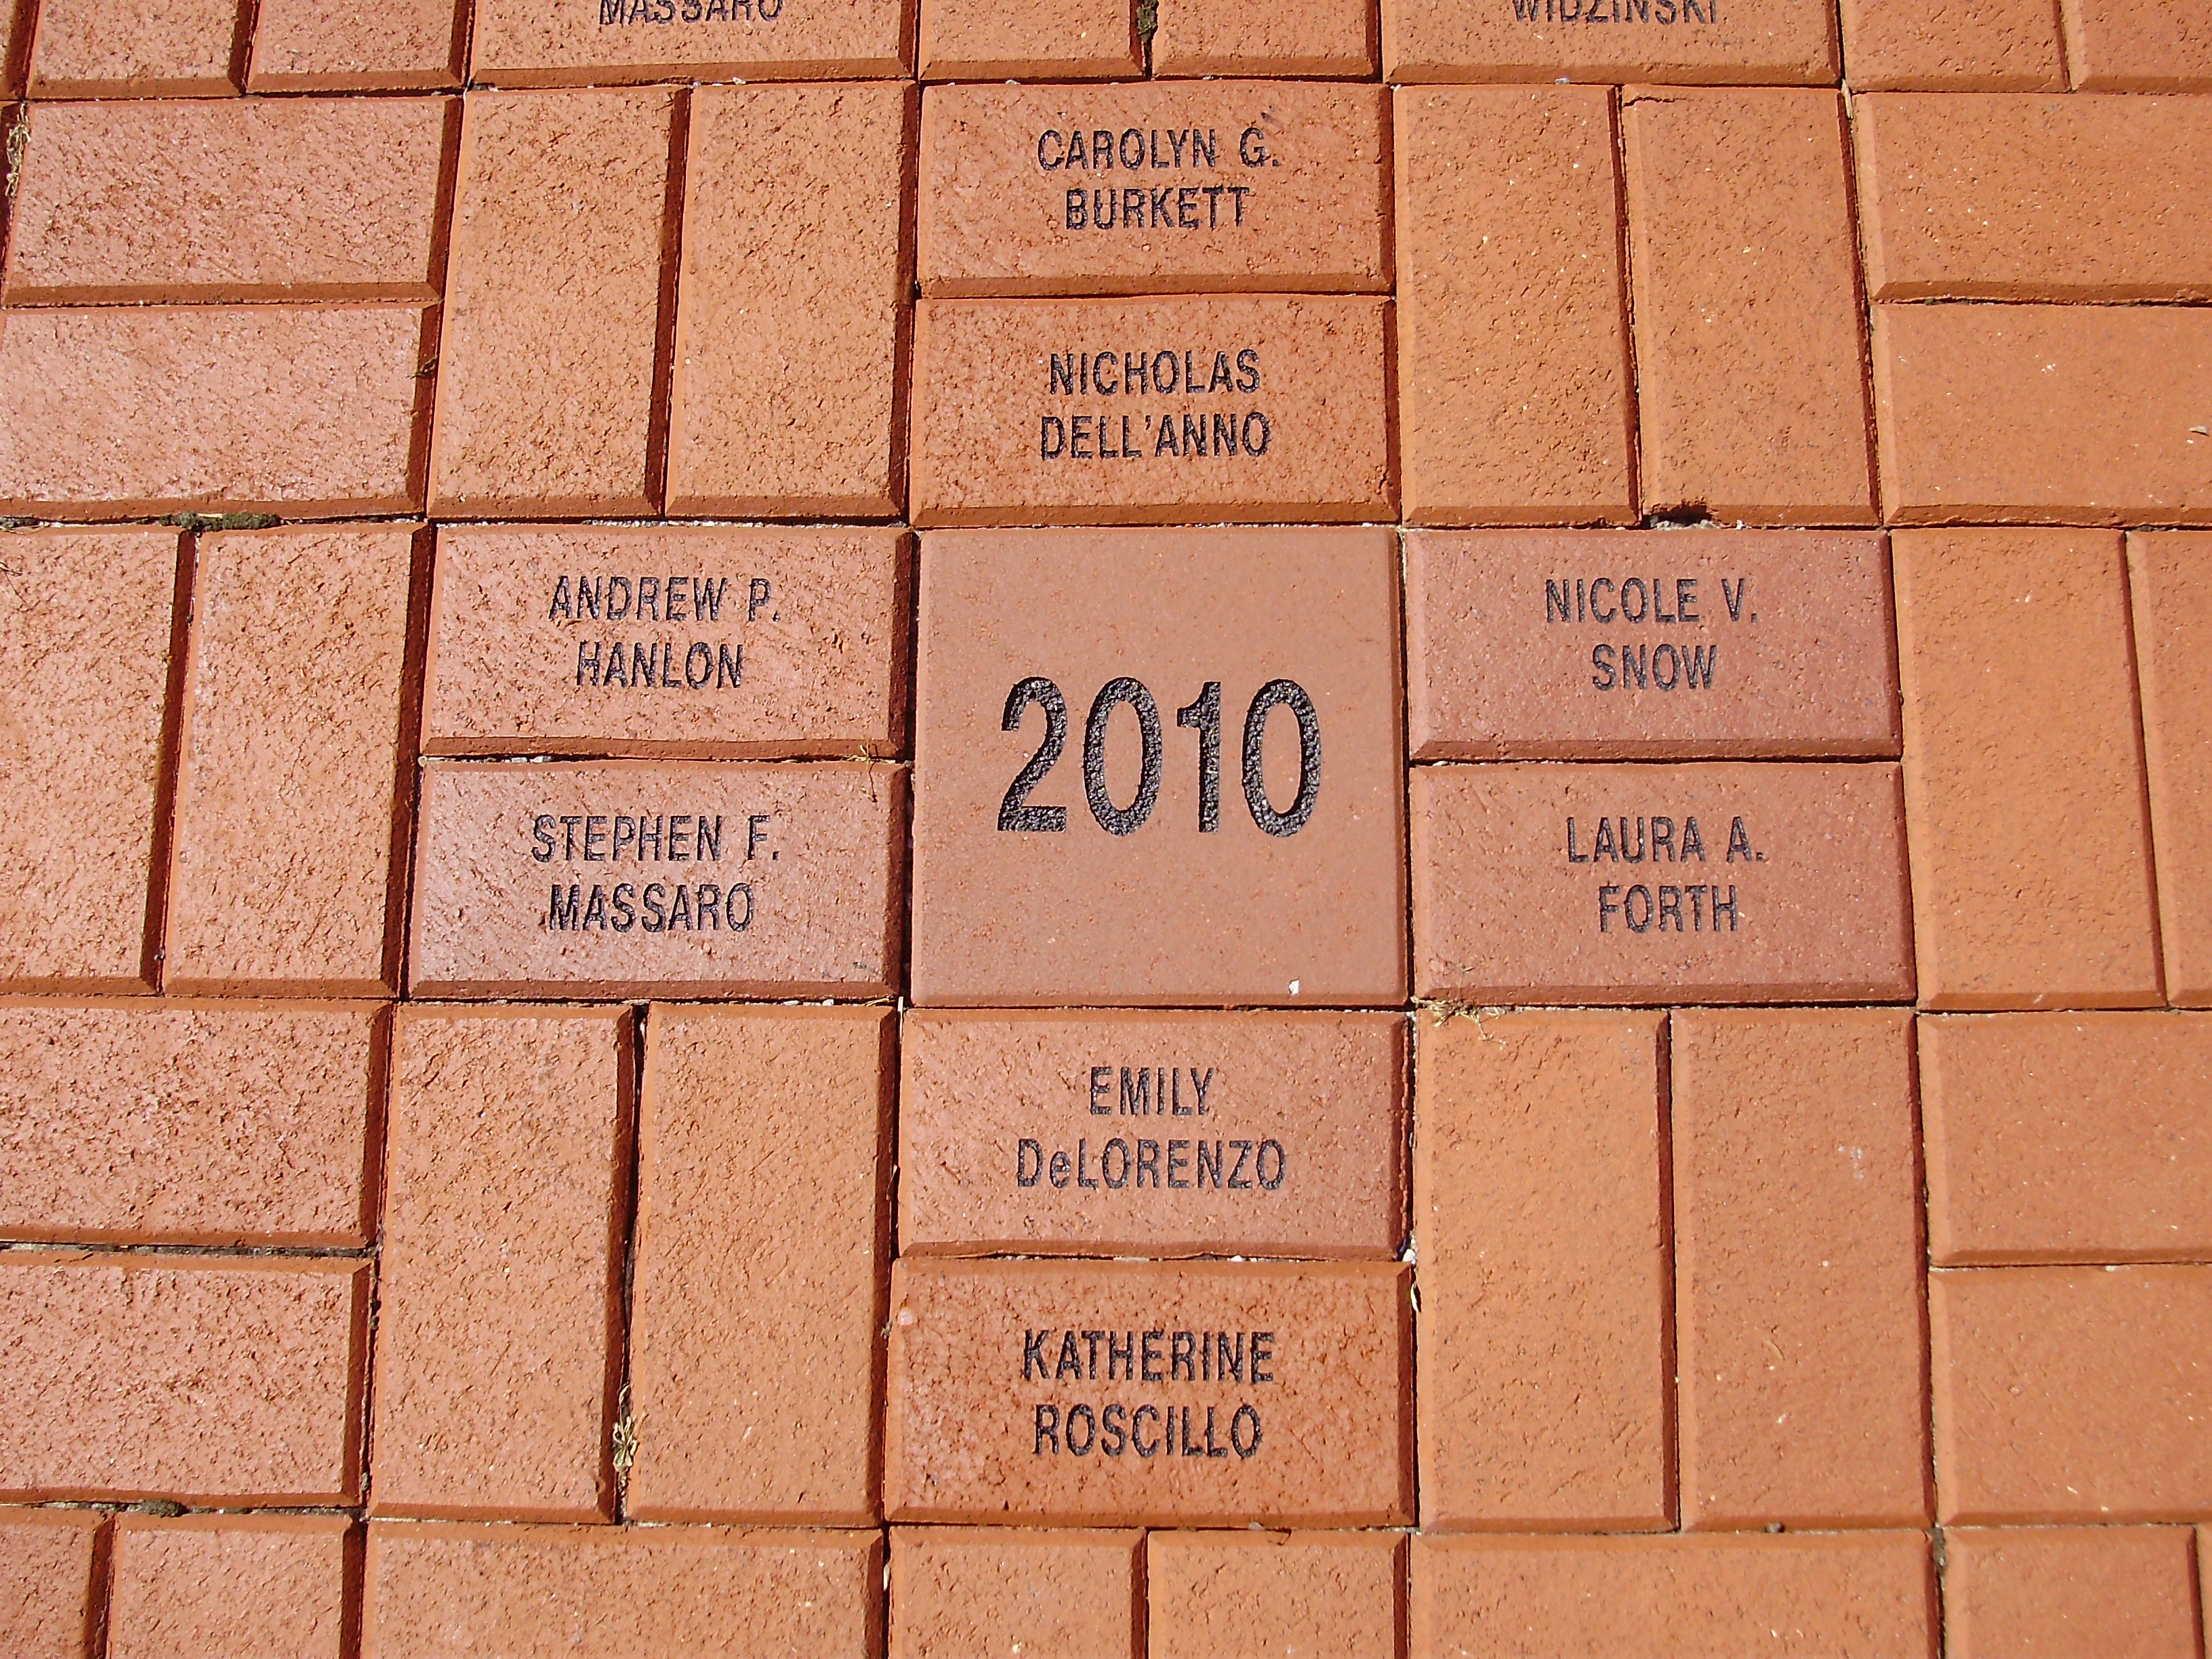 MASSARO
WIDZINSKI
CAROLYN G.
BURKETT
NICHOLAS
DELL'ANNO
ANDREW P.
HANLON
STEPHEN F.
MASSARO
2010
NICOLE V.
SNOW
LAURA A.
FORTH
EMILY
DeLORENZO
KATHERINE
ROSCILLO